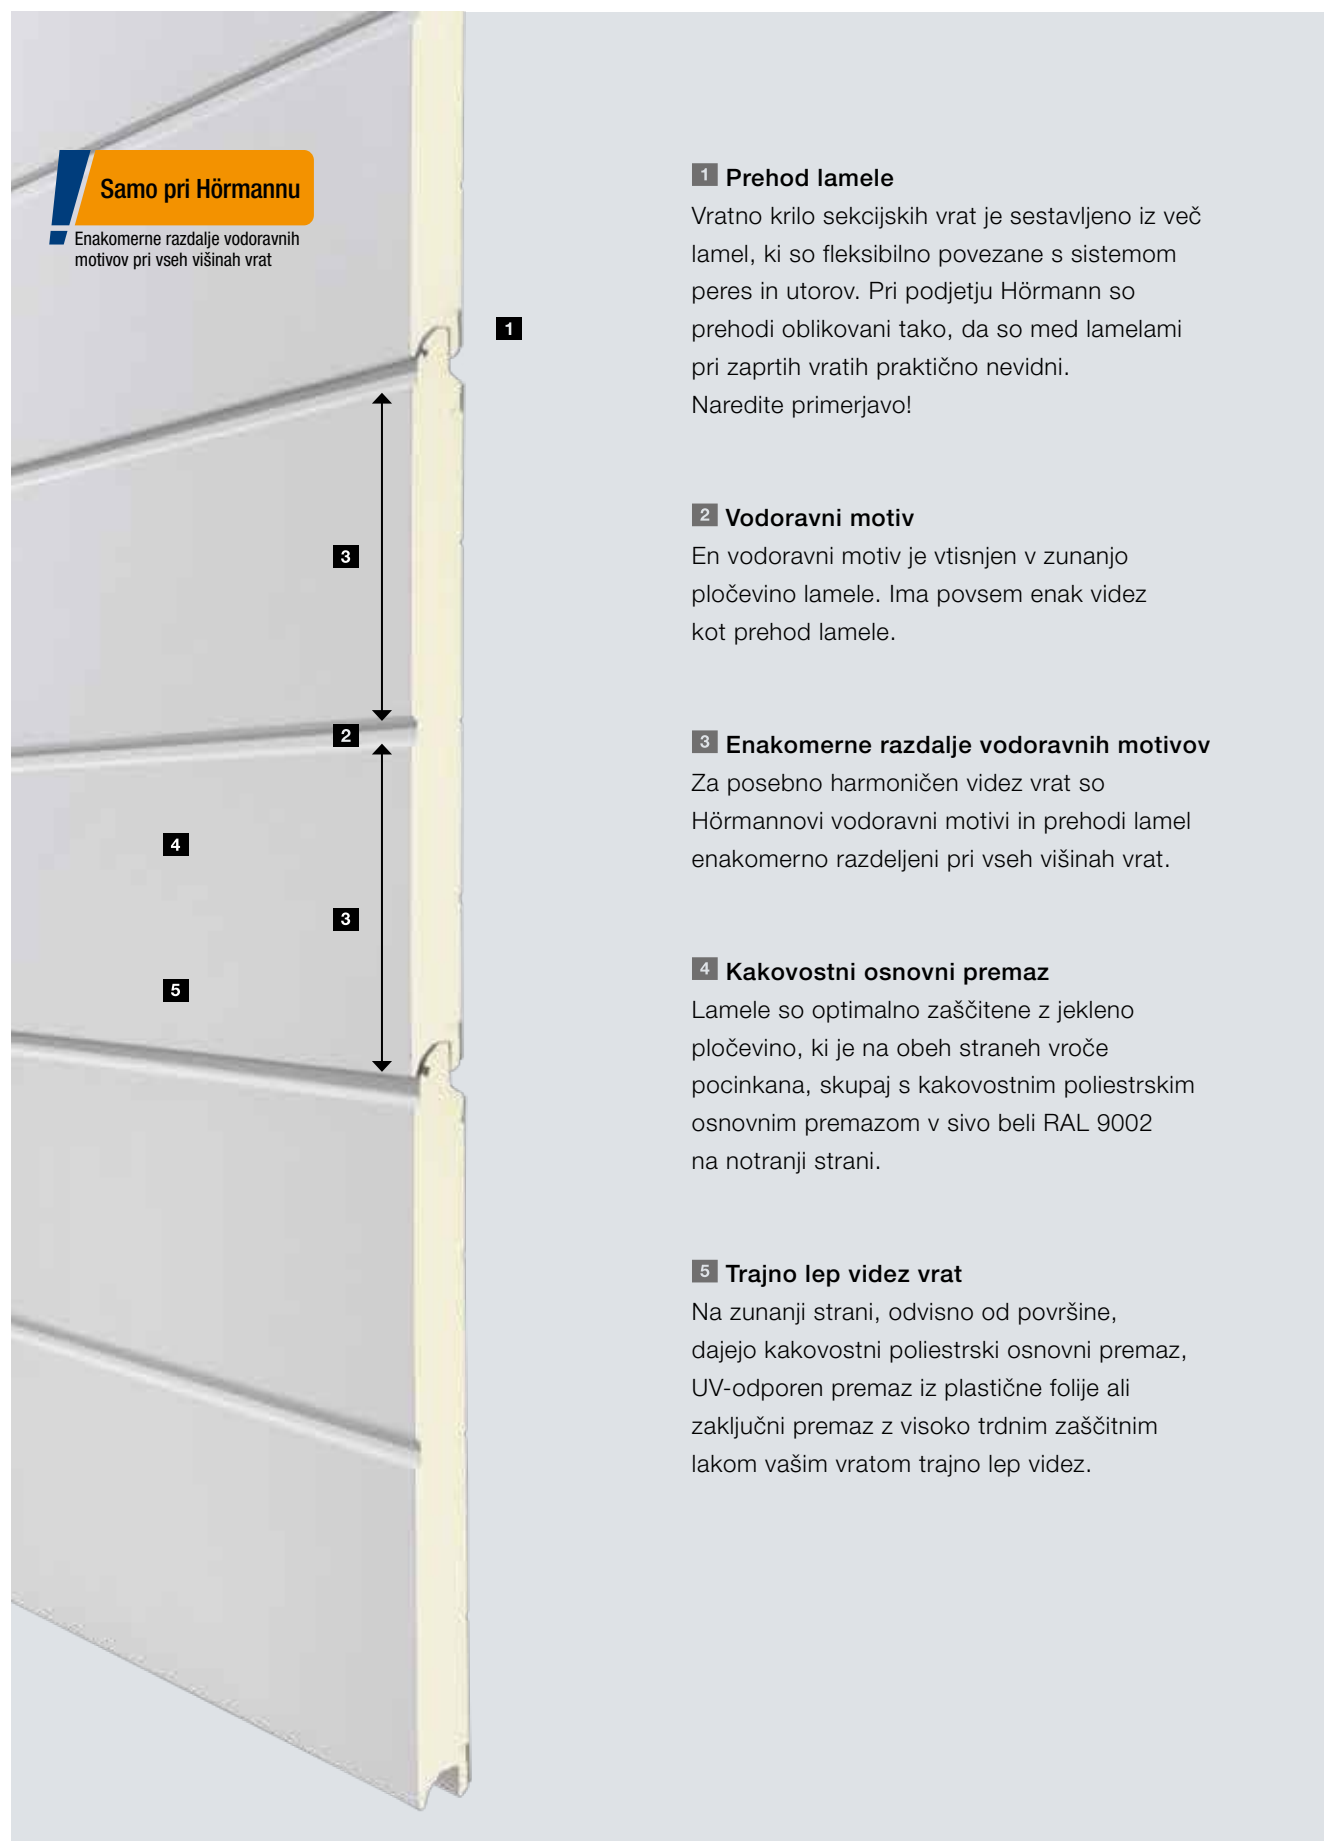 Samo pri Hörmannu
Enakomerne razdalje vodoravnih
motivov pri vseh višinah vrat
1
3
2
4
3
5
1 Prehod lamele
Vratno krilo sekcijskih vrat je sestavljeno iz več
lamel, ki so fleksibilno povezane s sistemom
peres in utorov. Pri podjetju Hörmann so
prehodi oblikovani tako, da so med lamelami
pri zaprtih vratih praktično nevidni.
Naredite primerjavo!
2 Vodoravni motiv
En vodoravni motiv je vtisnjen v zunanjo
pločevino lamele. Ima povsem enak videz
kot prehod lamele.
3 Enakomerne razdalje vodoravnih motivov
Za posebno harmoničen videz vrat so
Hörmannovi vodoravni motivi in prehodi lamel
enakomerno razdeljeni pri vseh višinah vrat.
4 Kakovostni osnovni premaz
Lamele so optimalno zaščitene z jekleno
pločevino, ki je na obeh straneh vroče
pocinkana, skupaj s kakovostnim poliestrskim
osnovnim premazom v sivo beli RAL 9002
na notranji strani.
5 Trajno lep videz vrat
Na zunanji strani, odvisno od površine,
dajejo kakovostni poliestrski osnovni premaz,
UV-odporen premaz iz plastične folije ali
zaključni premaz z visoko trdnim zaščitnim
lakom vašim vratom trajno lep videz.